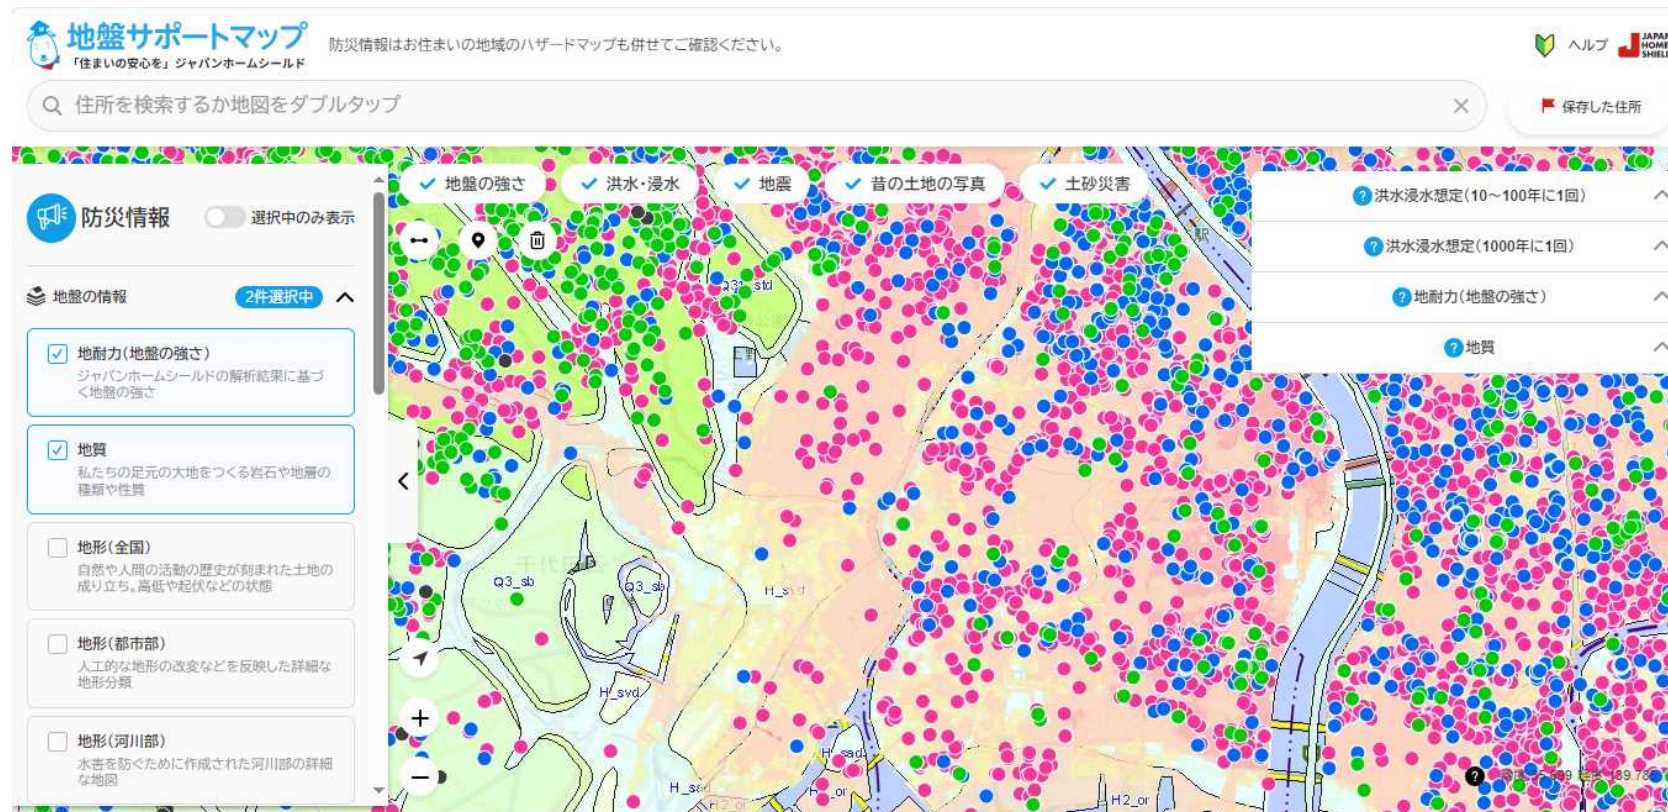 地盤サポートマップ
「住まいの安心を」ジャパンホームシールド
防災情報はお住まいの地域のハザードマップも併せてご確認ください。
ヘルプ
JAPAN
HOME
SHIELD
住所を検索するか地図をダブルタップ
保存した住所
防災情報
選択中のみ表示
地盤の情報
2件選択中
地耐力(地盤の強さ)
ジャパンホームシールドの解析結果に基づ
く地盤の強さ
地質
私たちの足元の大地をつくる岩石や地層の
種類や性質
地形(全国)
自然や人間の活動の歴史が刻まれた土地の
成り立ち。高低や起伏などの状態
地形(都市部)
人工的な地形の改変などを反映した詳細な
地形分類
地形(河川部)
水害を防ぐために作成された河川部の詳細
な地図
地盤の強さ
洪水・浸水
地震
昔の土地の写真
土砂災害
洪水浸水想定(10~100年に1回)
洪水浸水想定(1000年に1回)
地耐力(地盤の強さ)
地質
駅
Q3_sb
Q3_sb
H_svd
H_sad
H2_or